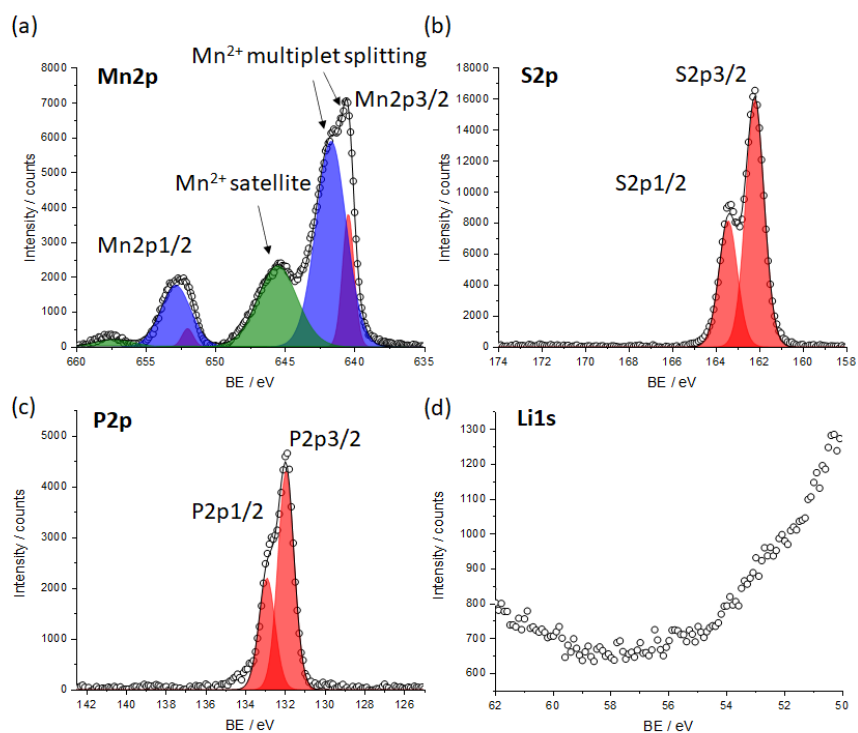 (a)
Mn2p
Mn²⁺ multiplet splitting
Mn2p3/2
Mn²⁺ satellite
Mn2p1/2
Intensity / counts
8000
7000
6000
5000
4000
3000
2000
1000
0
660 655 650 645 640 635
BE / eV
(b)
S2p
S2p3/2
S2p1/2
Intensity / counts
18000
16000
14000
12000
10000
8000
6000
4000
2000
0
174 172 170 168 166 164 162 160 158
BE / eV
(c)
P2p
P2p3/2
P2p1/2
Intensity / counts
5000
4000
3000
2000
1000
0
142 140 138 136 134 132 130 128 126
BE / eV
(d)
Li1s
Intensity / counts
1300
1200
1100
1000
900
800
700
600
62 60 58 56 54 52 50
BE / eV